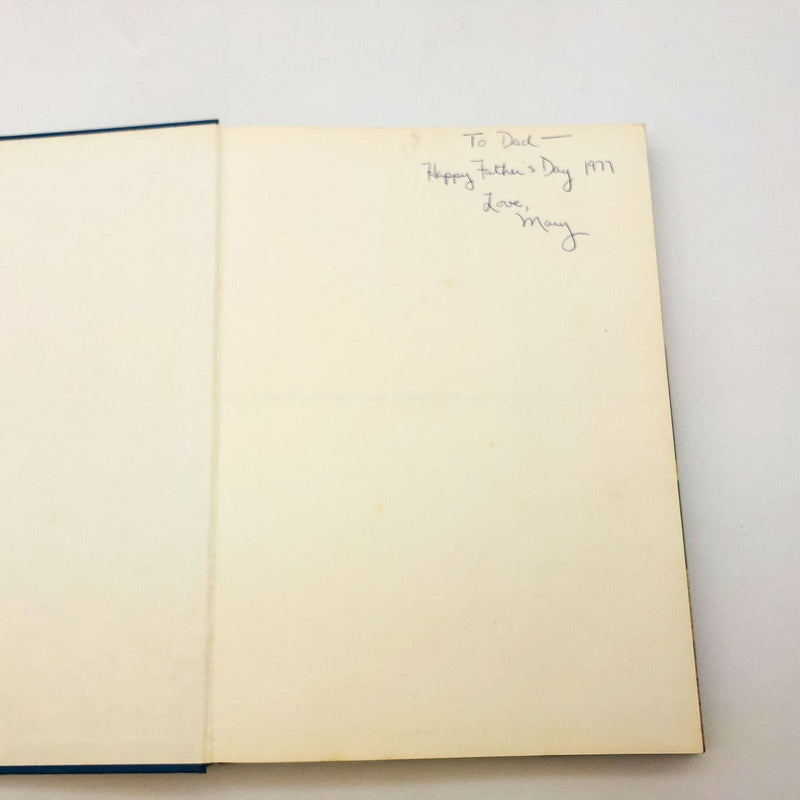 To Dad—
Happy Father's Day 1977
Love,
Mary